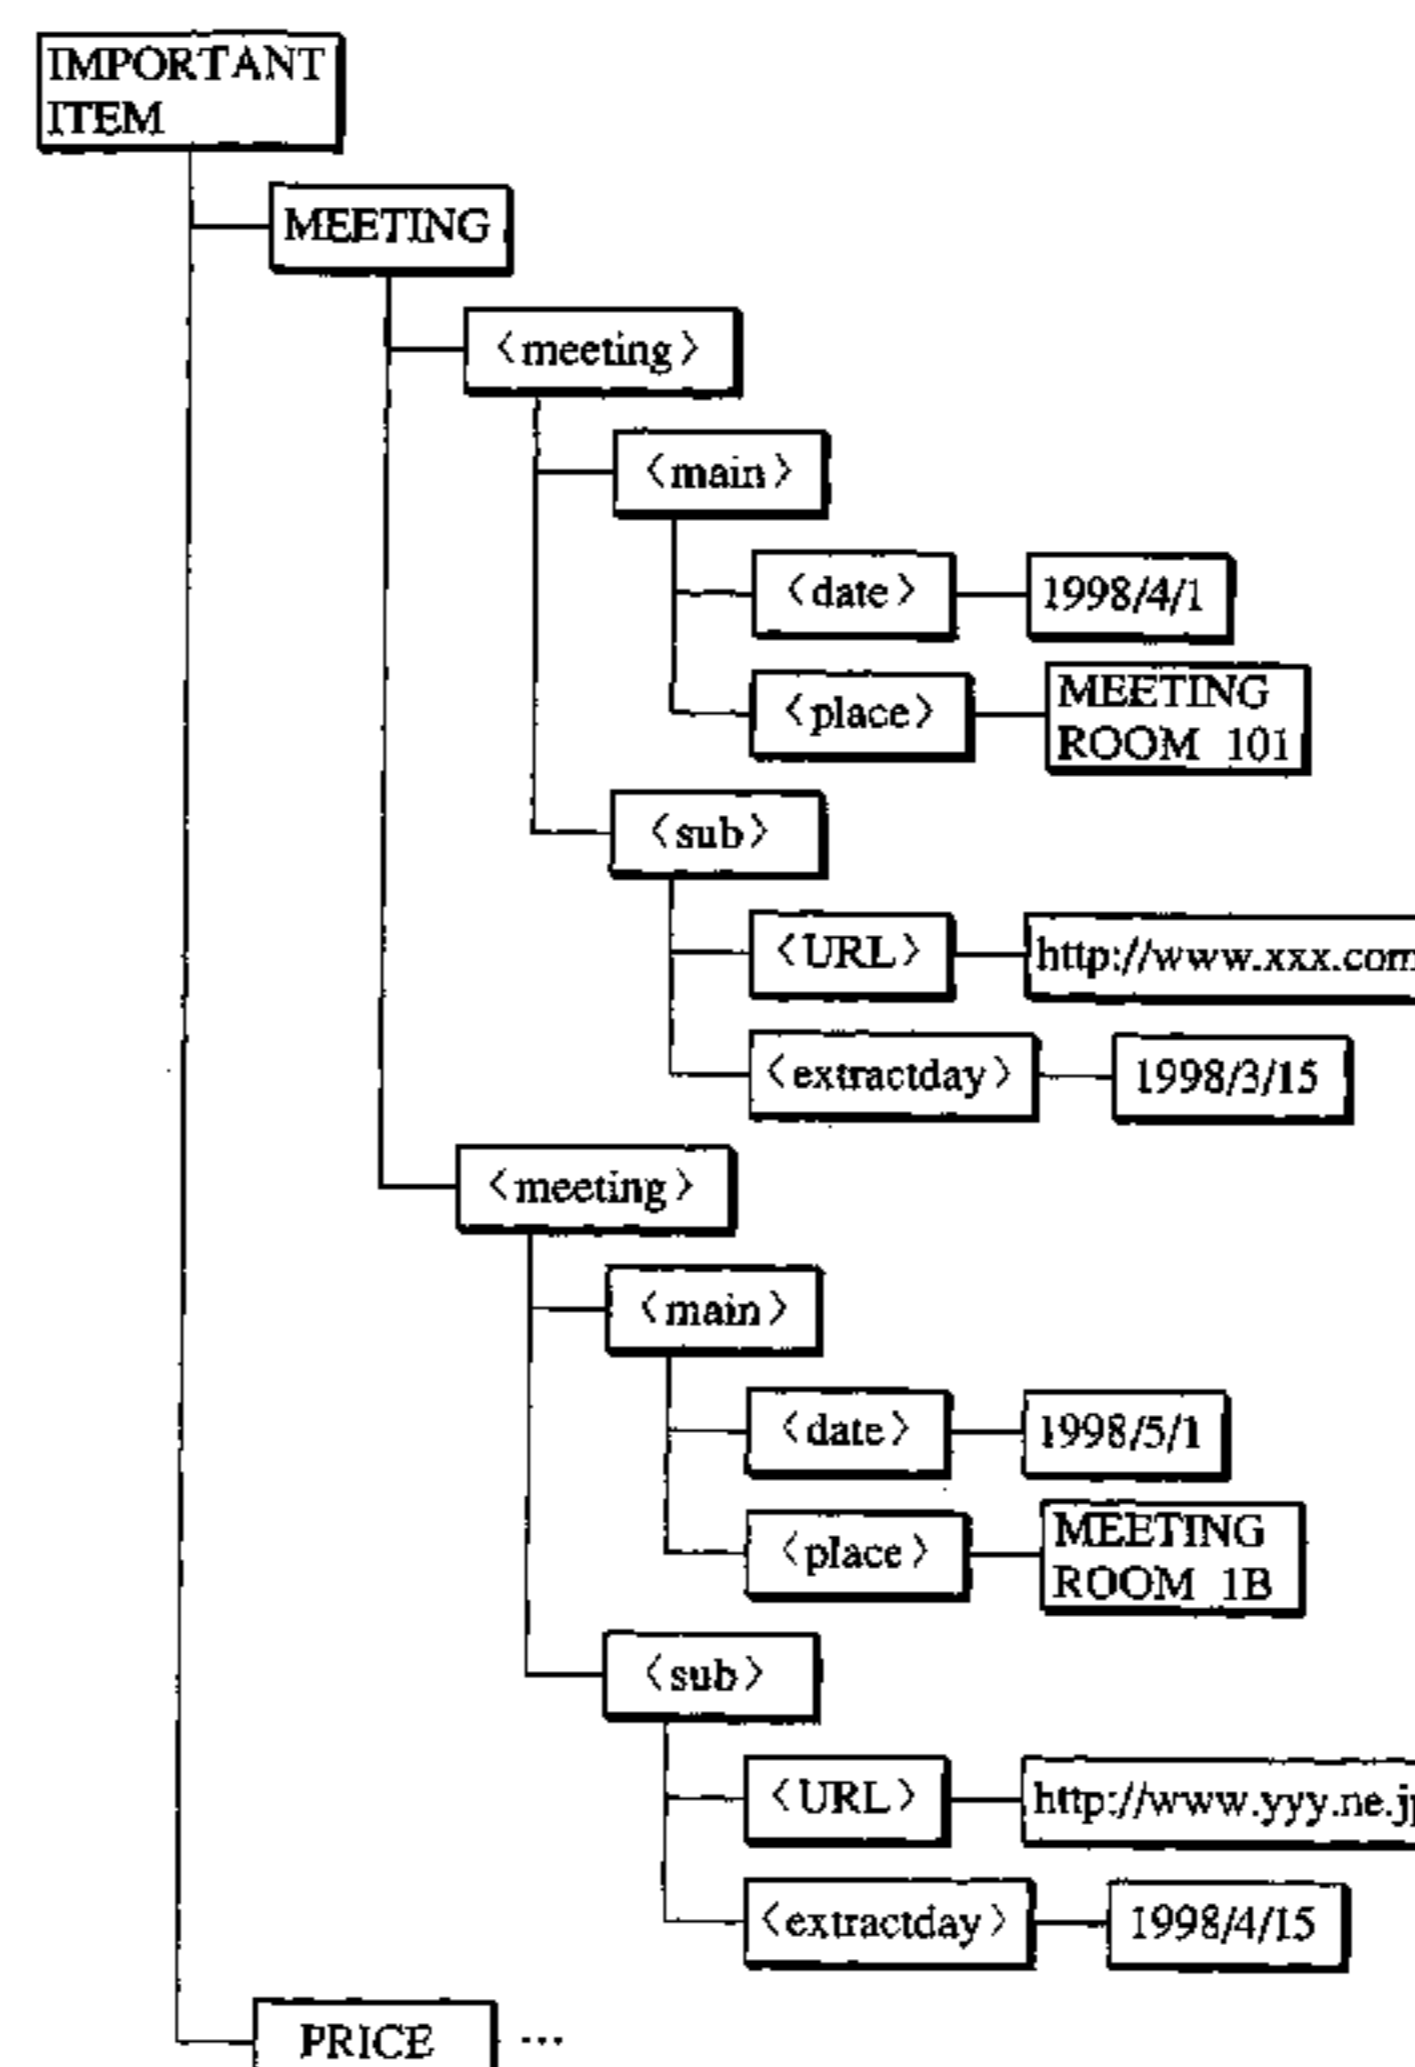 IMPORTANT
ITEM
MEETING
〈meeting〉
〈main〉
〈date〉 1998/4/1
〈place〉 MEETING
ROOM 101
〈sub〉
〈URL〉 http://www.xxx.com
〈extractday〉 1998/3/15
〈meeting〉
〈main〉
〈date〉 1998/5/1
〈place〉 MEETING
ROOM 1B
〈sub〉
〈URL〉 http://www.yyy.ne.jp
〈extractday〉 1998/4/15
PRICE ...